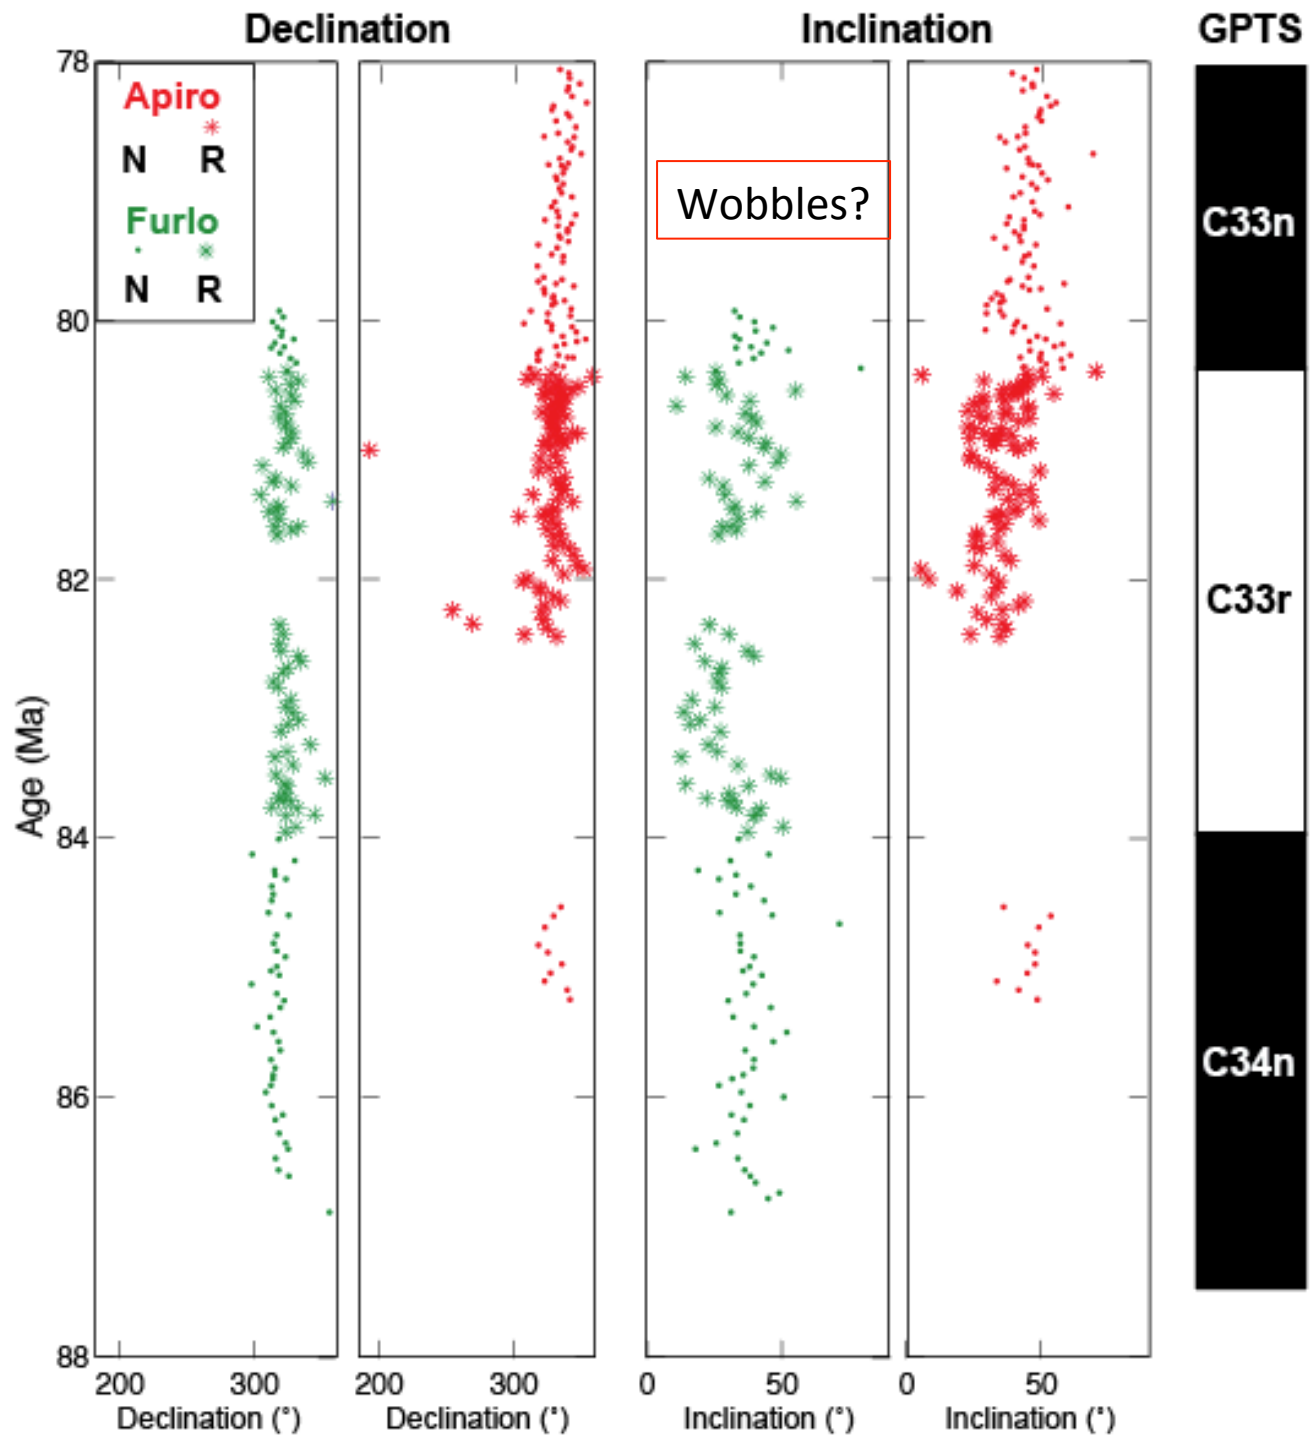 Declination Inclination GPTS
78
Apiro
N R
Furlo
N R
Wobbles?
C33n
80
82
C33r
84
C34n
86
88
Age (Ma)
200 300 200 300 0 50 0 50
Declination (°) Declination (°) Inclination (°) Inclination (°)